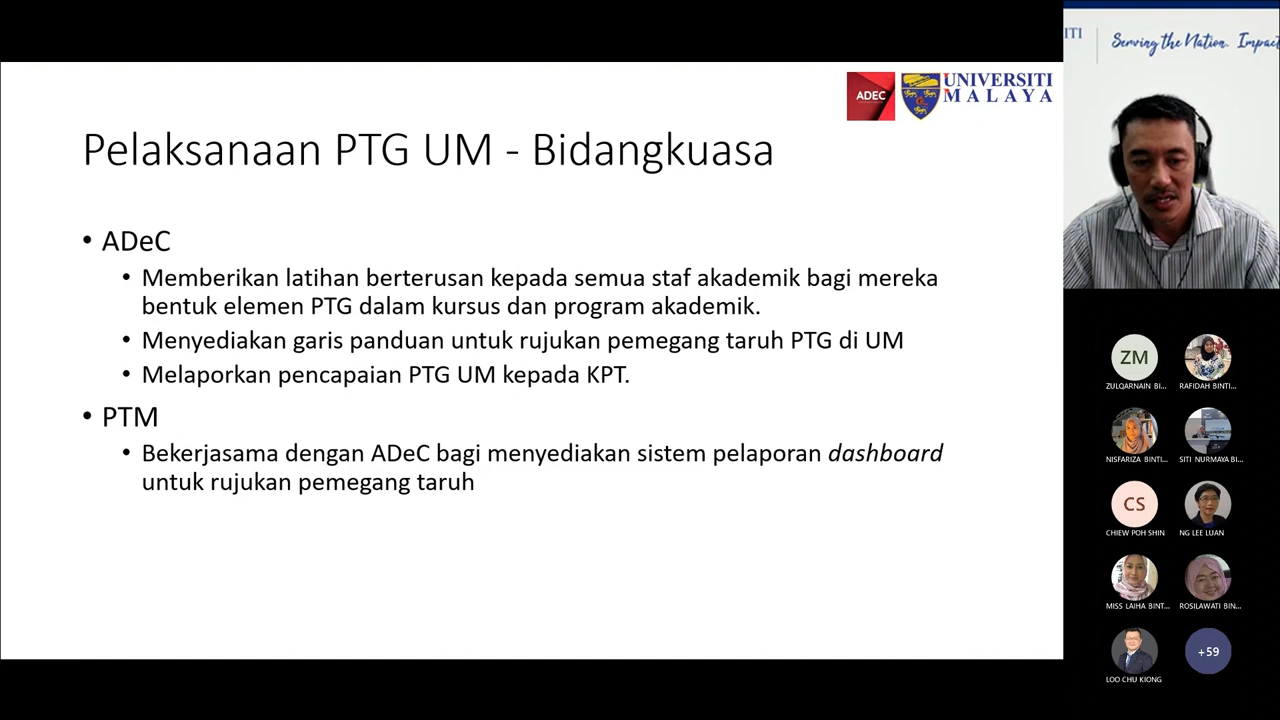 ADEC
UNIVERSITI
MALAYA
Pelaksanaan PTG UM - Bidangkuasa
• ADeC
• Memberikan latihan berterusan kepada semua staf akademik bagi mereka
bentuk elemen PTG dalam kursus dan program akademik.
• Menyediakan garis panduan untuk rujukan pemegang taruh PTG di UM
• Melaporkan pencapaian PTG UM kepada KPT.
• PTM
• Bekerjasama dengan ADeC bagi menyediakan sistem pelaporan dashboard
untuk rujukan pemegang taruh
ITI
Serving the Nation. Impact
ZM
ZULQARNAIN BI...
RAFIDAH BINTI...
NISFARIZA BINTI...
SITI NURMAYA BI...
CS
CHIEW POH SHIN
NG LEE LUAN
MISS LAIHA BINT...
ROSILAWATI BIN...
LOO CHU KIONG
+59